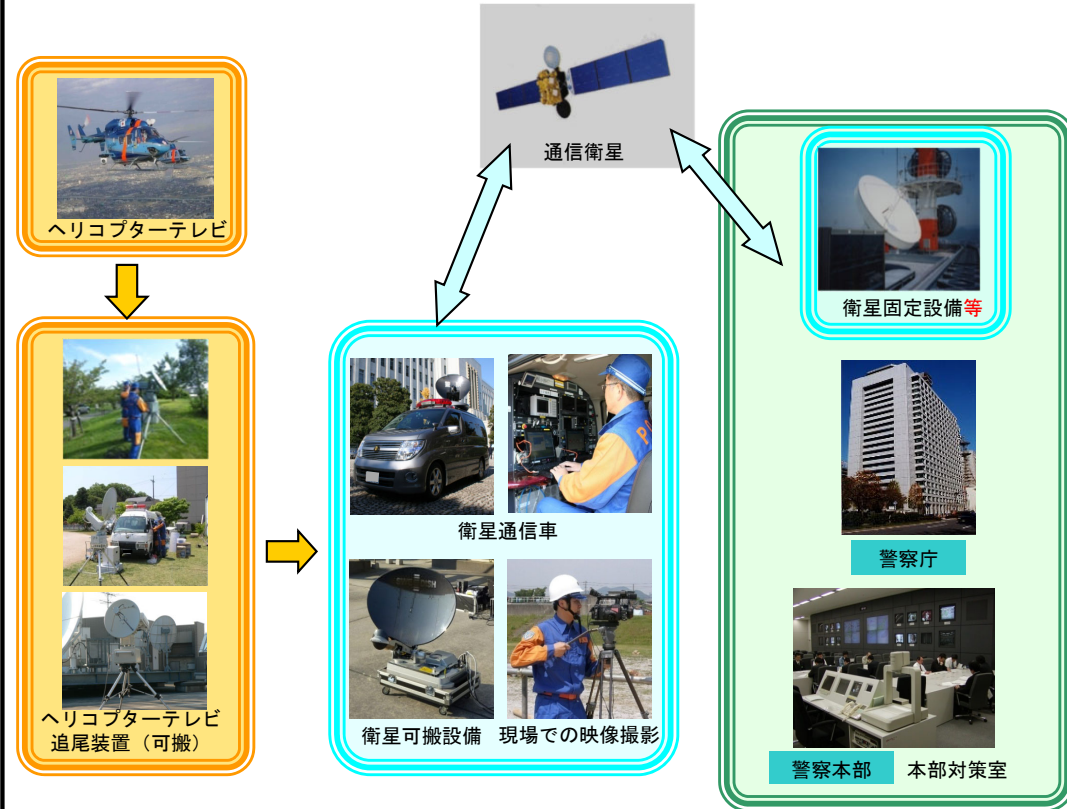 通信衛星
ヘリコプターテレビ
衛星固定設備等
衛星通信車
警察庁
ヘリコプターテレビ
追尾装置（可搬）
衛星可搬設備
現場での映像撮影
警察本部
本部対策室